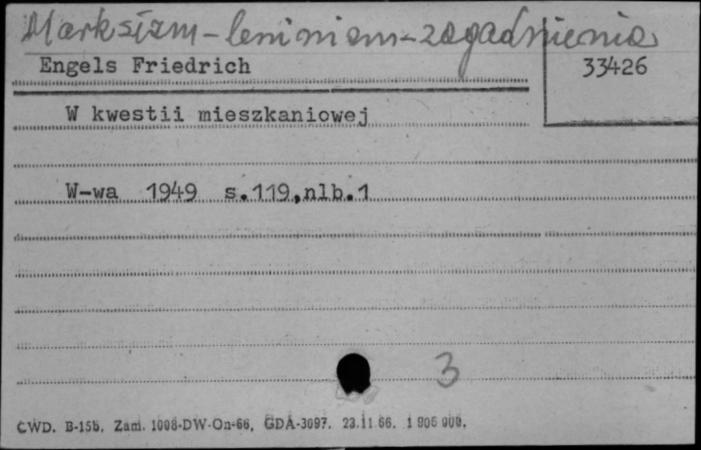 Marksizm-leninizm-zagadnienia
Engels Friedrich
33426
W kwestii mieszkaniowej
W-wa 1949 s.119,nlb.1
3
CWD. B-15b. Zam. 1008-DW-On-66. GDA-3097. 23.11.66. 1 806 000.